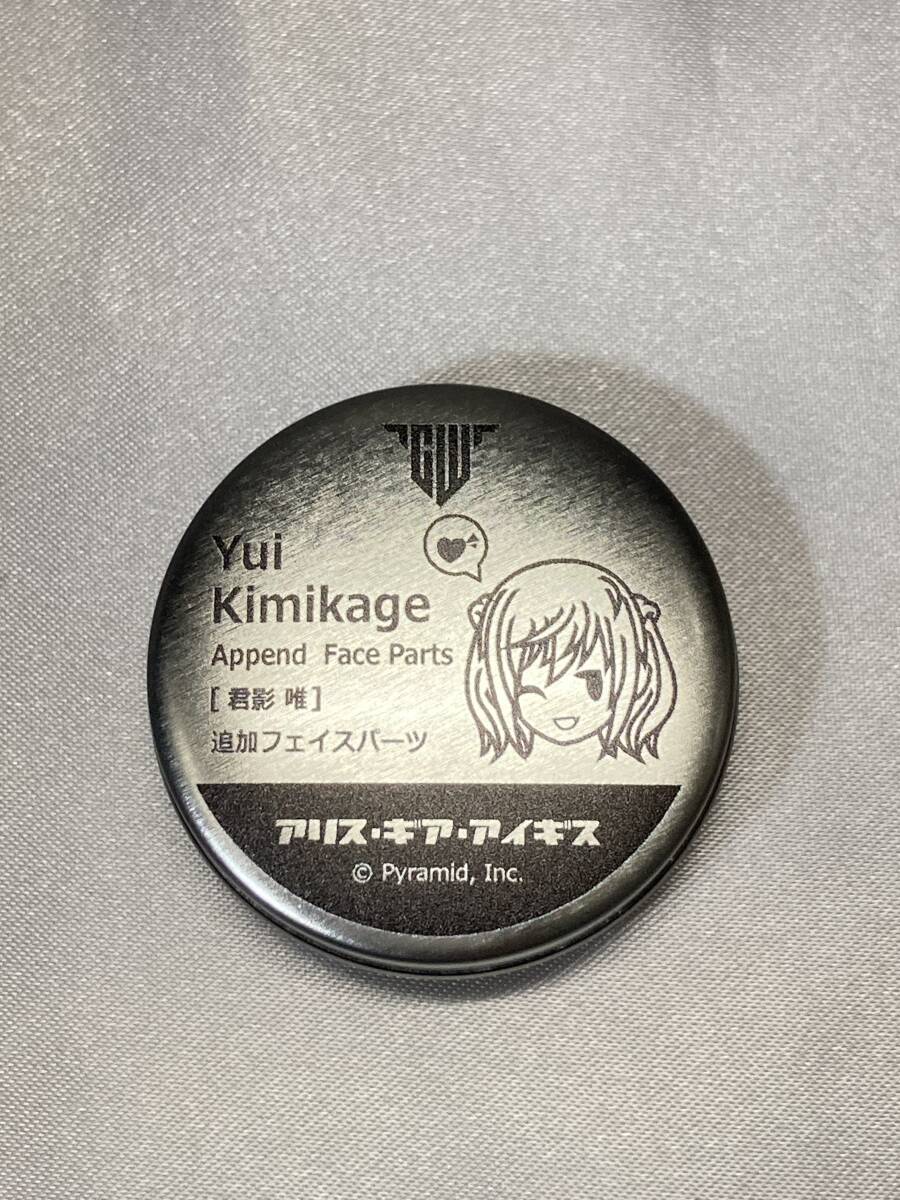 Yui
Kimikage
Append Face Parts
[ 君影 唯 ]
追加フェイスパーツ
アリス・ギア・アイギス
© Pyramid, Inc.